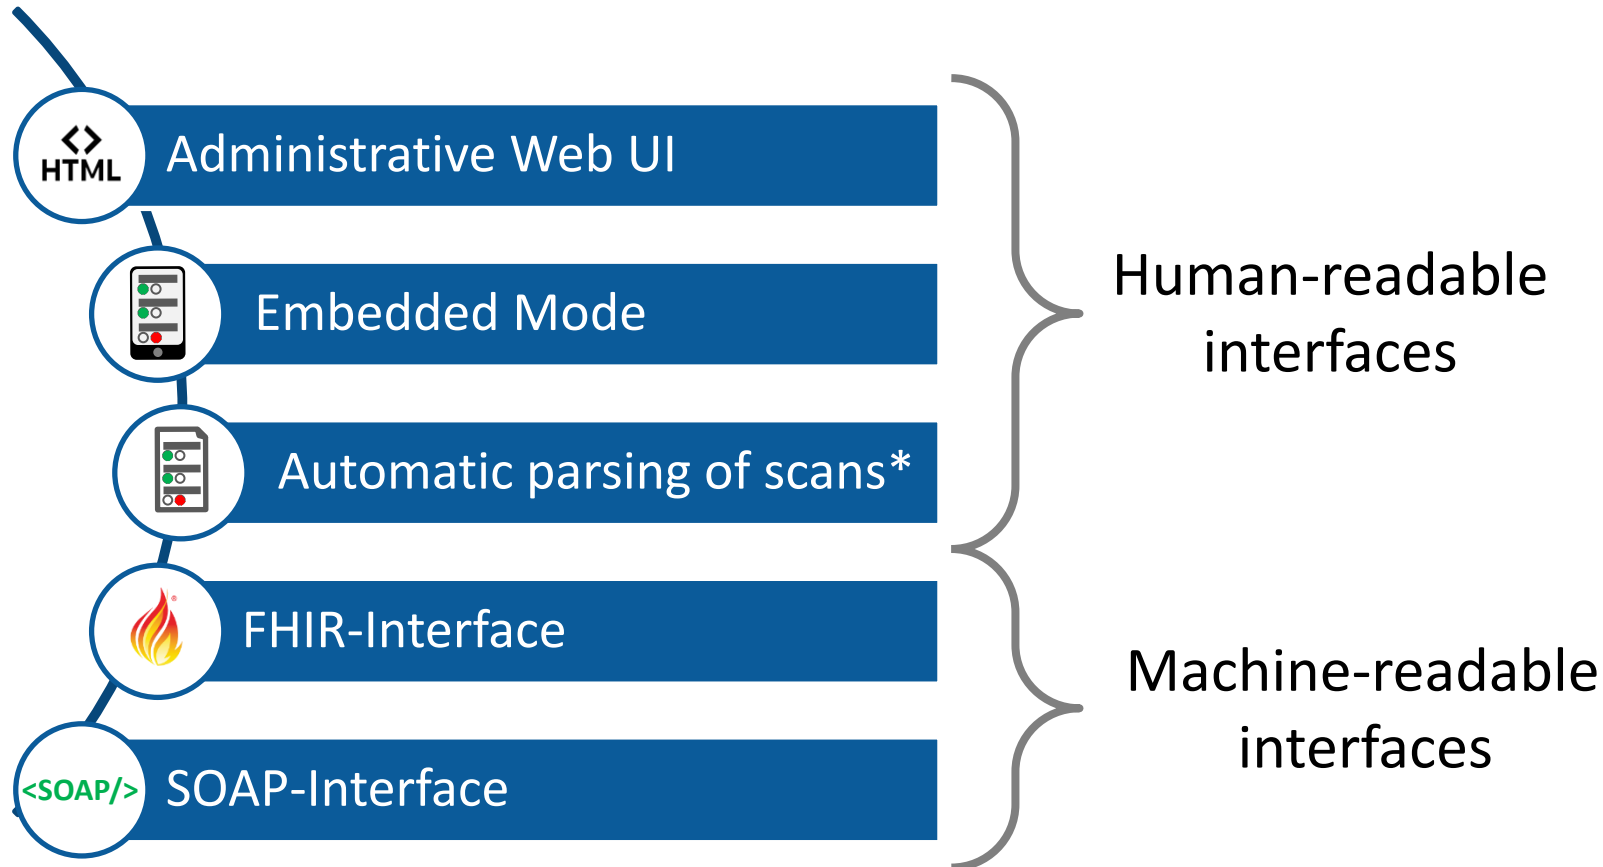 <>
HTML
Administrative Web UI
Embedded Mode
Automatic parsing of scans*
Human-readable
interfaces
®
FHIR-Interface
<SOAP/>
SOAP-Interface
Machine-readable
interfaces